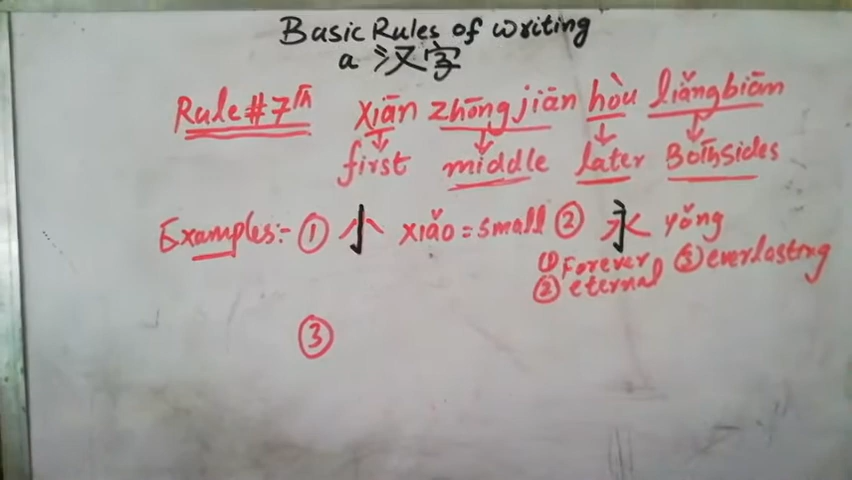 Basic Rules of writing
a 汉字
Rule#7th xiān zhōngjiān hòu liǎngbiān
first middle later Bothsides
Examples:- ① 小 xiǎo = small ② 永 yǒng
① Forever ③ everlasting
② eternal
③